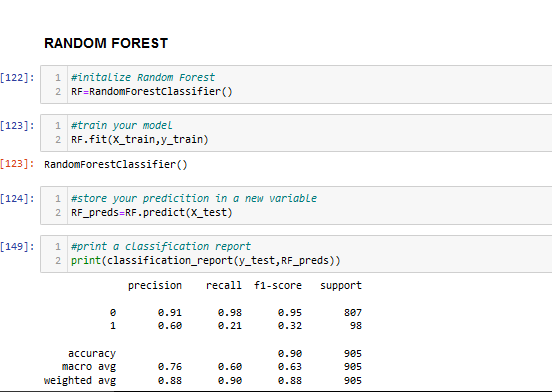 RANDOM FOREST
[122]: 1 #initalize Random Forest
2 RF=RandomForestClassifier()
[123]: 1 #train your model
2 RF.fit(X_train,y_train)
[123]: RandomForestClassifier()
[124]: 1 #store your predicition in a new variable
2 RF_preds=RF.predict(X_test)
[149]: 1 #print a classification report
2 print(classification_report(y_test,RF_preds))
precision recall f1-score support
0 0.91 0.98 0.95 807
1 0.60 0.21 0.32 98
accuracy 0.90 905
macro avg 0.76 0.60 0.63 905
weighted avg 0.88 0.90 0.88 905